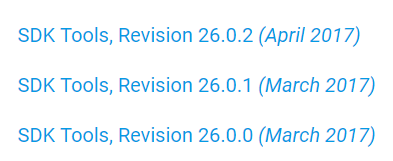 SDK Tools, Revision 26.0.2 (April 2017)
SDK Tools, Revision 26.0.1 (March 2017)
SDK Tools, Revision 26.0.0 (March 2017)